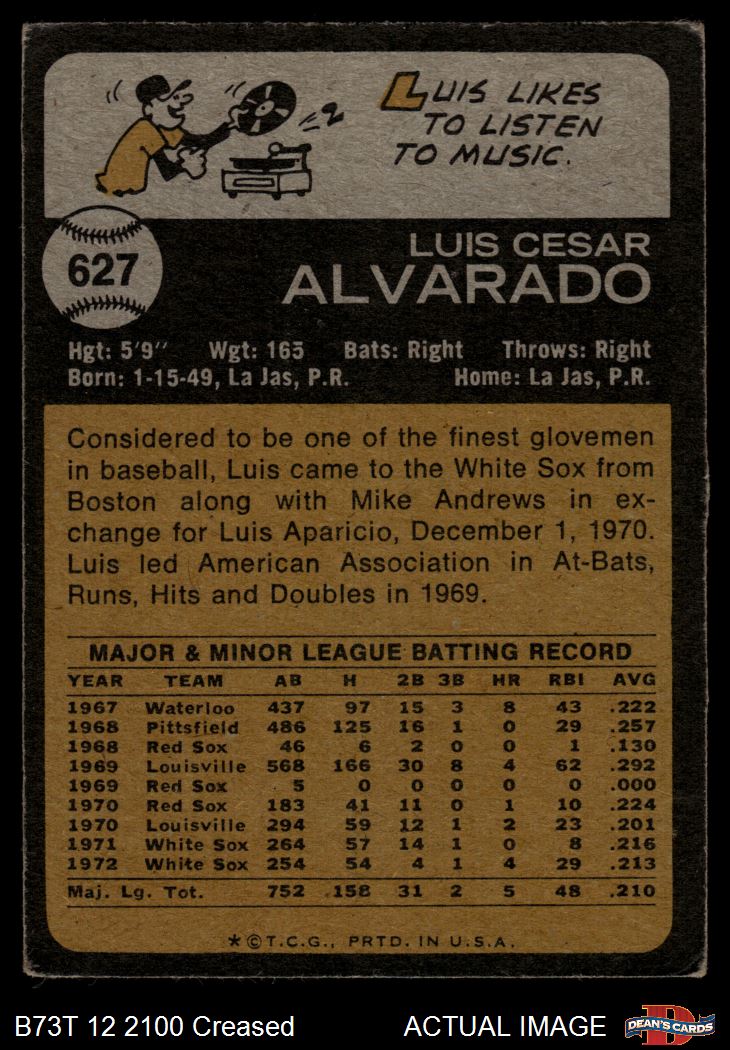 LUIS LIKES
TO LISTEN
TO MUSIC.
627
LUIS CESAR
ALVARADO
Hgt: 5'9" Wgt: 165 Bats: Right Throws: Right
Born: 1-15-49, La Jas, P.R. Home: La Jas, P.R.
Considered to be one of the finest glovemen
in baseball, Luis came to the White Sox from
Boston along with Mike Andrews in ex-
change for Luis Aparicio, December 1, 1970.
Luis led American Association in At-Bats,
Runs, Hits and Doubles in 1969.
MAJOR & MINOR LEAGUE BATTING RECORD
YEAR TEAM AB H 2B 3B HR RBI AVG
1967 Waterloo 437 97 15 3 8 43 .222
1968 Pittsfield 486 125 16 1 0 29 .257
1968 Red Sox 46 6 2 0 0 1 .130
1969 Louisville 568 166 30 8 4 62 .292
1969 Red Sox 5 0 0 0 0 0 .000
1970 Red Sox 183 41 11 0 1 10 .224
1970 Louisville 294 59 12 1 2 23 .201
1971 White Sox 264 57 14 1 0 8 .216
1972 White Sox 254 54 4 1 4 29 .213
Maj. Lg. Tot. 752 158 31 2 5 48 .210
*©T.C.G., PRTD. IN U.S.A.
B73T 12 2100 Creased ACTUAL IMAGE
D
DEAN'S CARDS